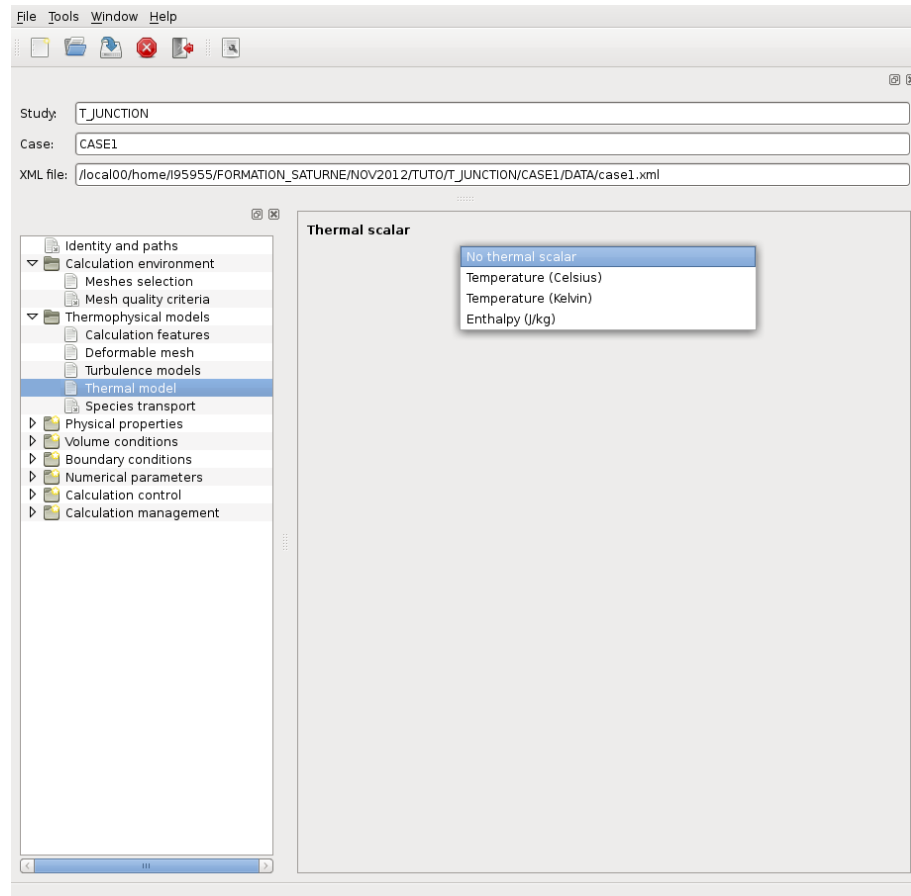 File Tools Window Help
Study: T_JUNCTION
Case: CASE1
XML file: /local00/home/I95955/FORMATION_SATURNE/NOV2012/TUTO/T_JUNCTION/CASE1/DATA/case1.xml
Identity and paths
Calculation environment
Meshes selection
Mesh quality criteria
Thermophysical models
Calculation features
Deformable mesh
Turbulence models
Thermal model
Species transport
Physical properties
Volume conditions
Boundary conditions
Numerical parameters
Calculation control
Calculation management
Thermal scalar
No thermal scalar
Temperature (Celsius)
Temperature (Kelvin)
Enthalpy (J/kg)